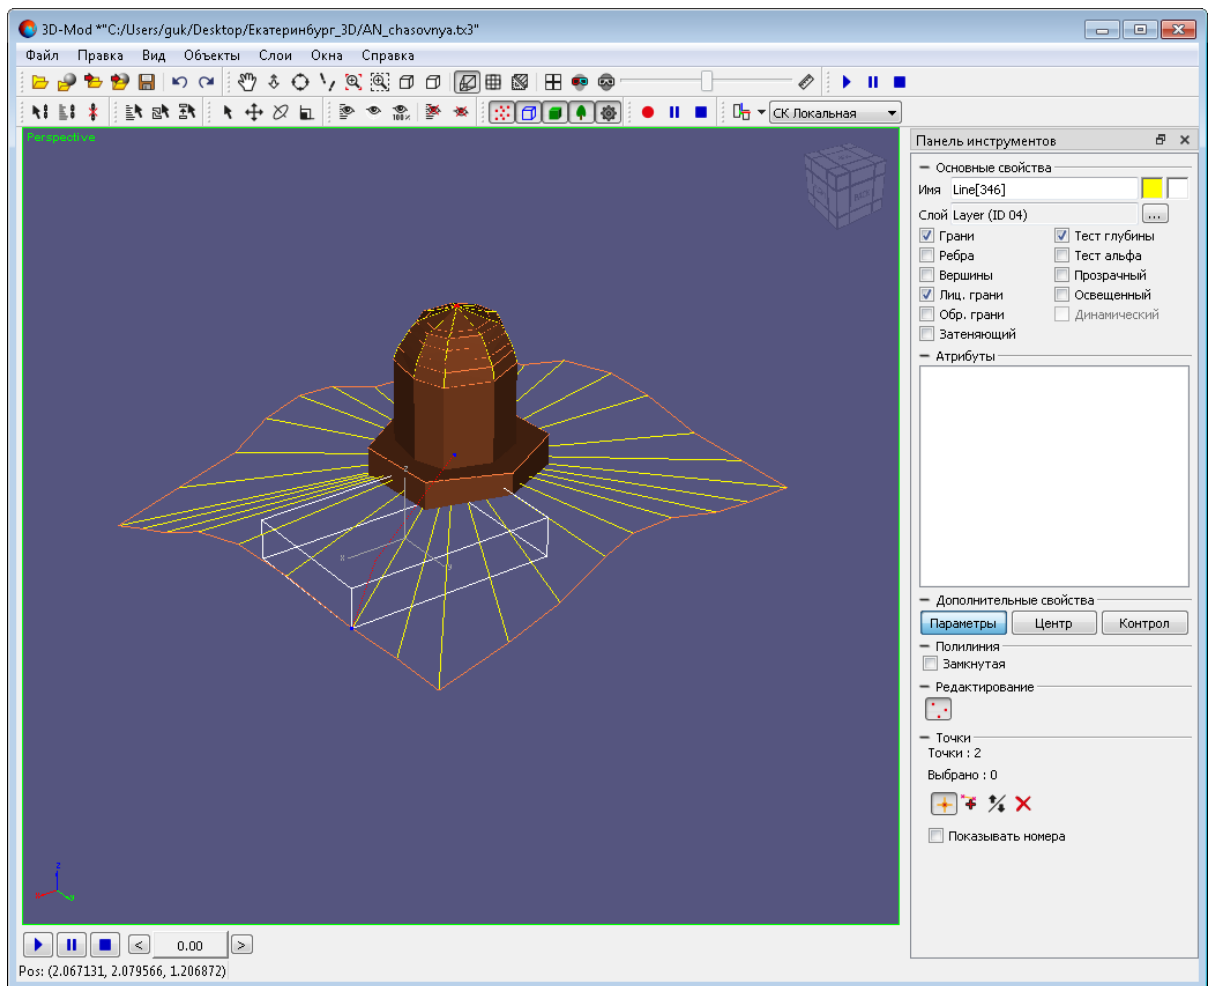 3D-Mod *"C:/Users/guk/Desktop/Екатеринбург_3D/AN_chasovnya.tx3"
Файл Правка Вид Объекты Слои Окна Справка
100%
СК Локальная
Perspective
Панель инструментов
Основные свойства
Имя Line[346]
Слой Layer (ID 04) ...
Грани Тест глубины
Ребра Тест альфа
Вершины Прозрачный
Лиц. грани Освещенный
Обр. грани Динамический
Затеняющий
Атрибуты
Дополнительные свойства
Параметры Центр Контрол
Полилиния
Замкнутая
Редактирование
Точки
Точки : 2
Выбрано : 0
Показывать номера
z
x
y
z
< 0.00 >
Pos: (2.067131, 2.079566, 1.206872)